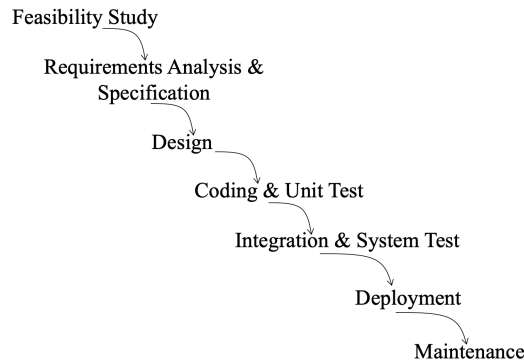 Feasibility Study
Requirements Analysis &
Specification
Design
Coding & Unit Test
Integration & System Test
Deployment
Maintenance